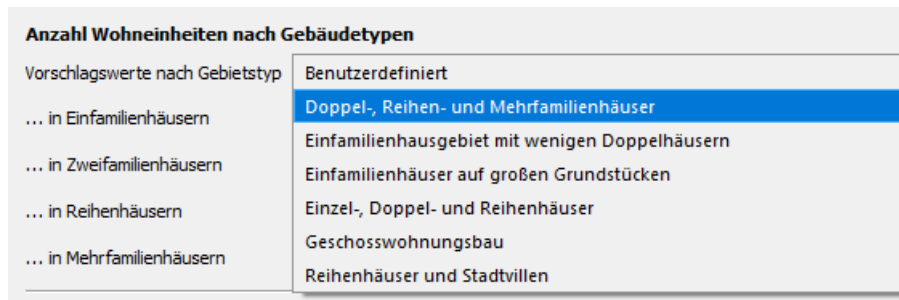 Anzahl Wohneinheiten nach Gebäudetypen
Vorschlagswerte nach Gebietstyp Benutzerdefiniert
Doppel-, Reihen- und Mehrfamilienhäuser
... in Einfamilienhäusern
Einfamilienhausgebiet mit wenigen Doppelhäusern
... in Zweifamilienhäusern
Einfamilienhäuser auf großen Grundstücken
... in Reihenhäusern
Einzel-, Doppel- und Reihenhäuser
Geschosswohnungsbau
... in Mehrfamilienhäusern
Reihenhäuser und Stadtvillen